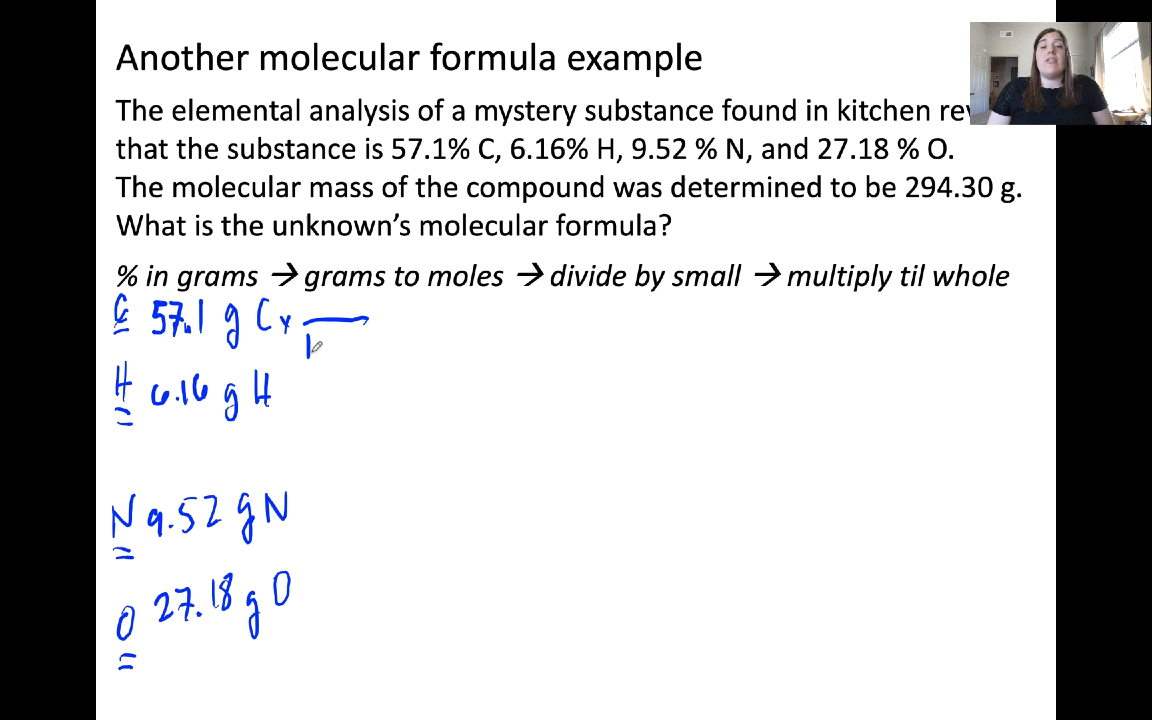 Another molecular formula example
The elemental analysis of a mystery substance found in kitchen rev
that the substance is 57.1% C, 6.16% H, 9.52 % N, and 27.18 % O.
The molecular mass of the compound was determined to be 294.30 g.
What is the unknown’s molecular formula?
% in grams → grams to moles → divide by small → multiply til whole
C 57.1 g C x
H 6.16 g H
N 9.52 g N
O 27.18 g O